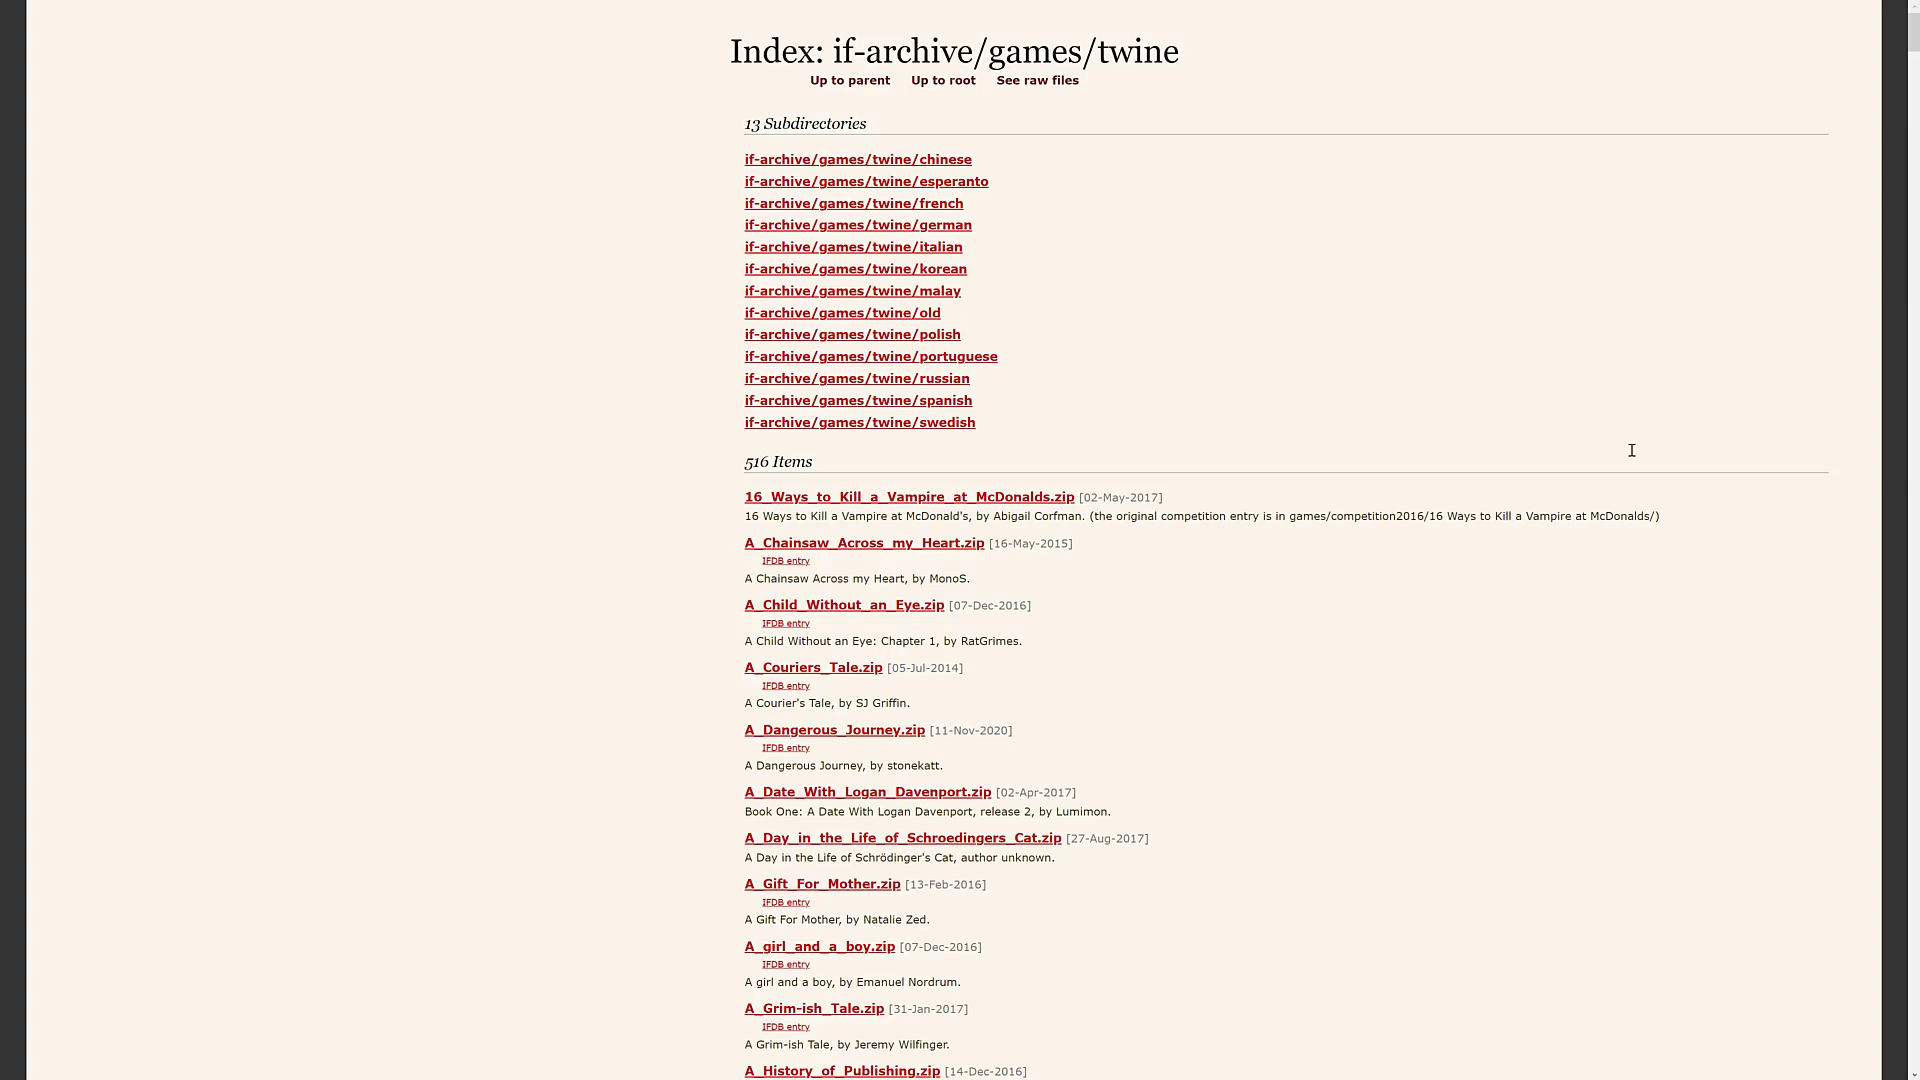 Index: if-archive/games/twine
Up to parent Up to root See raw files
13 Subdirectories
if-archive/games/twine/chinese
if-archive/games/twine/esperanto
if-archive/games/twine/french
if-archive/games/twine/german
if-archive/games/twine/italian
if-archive/games/twine/korean
if-archive/games/twine/malay
if-archive/games/twine/old
if-archive/games/twine/polish
if-archive/games/twine/portuguese
if-archive/games/twine/russian
if-archive/games/twine/spanish
if-archive/games/twine/swedish
516 Items
16_Ways_to_Kill_a_Vampire_at_McDonalds.zip [02-May-2017]
16 Ways to Kill a Vampire at McDonald's, by Abigail Corfman. (the original competition entry is in games/competition2016/16 Ways to Kill a Vampire at McDonalds/)
A_Chainsaw_Across_my_Heart.zip [16-May-2015]
IFDB entry
A Chainsaw Across my Heart, by MonoS.
A_Child_Without_an_Eye.zip [07-Dec-2016]
IFDB entry
A Child Without an Eye: Chapter 1, by RatGrimes.
A_Couriers_Tale.zip [05-Jul-2014]
IFDB entry
A Courier's Tale, by SJ Griffin.
A_Dangerous_Journey.zip [11-Nov-2020]
IFDB entry
A Dangerous Journey, by stonekatt.
A_Date_With_Logan_Davenport.zip [02-Apr-2017]
Book One: A Date With Logan Davenport, release 2, by Lumimon.
A_Day_in_the_Life_of_Schroedingers_Cat.zip [27-Aug-2017]
A Day in the Life of Schrödinger's Cat, author unknown.
A_Gift_For_Mother.zip [13-Feb-2016]
IFDB entry
A Gift For Mother, by Natalie Zed.
A_girl_and_a_boy.zip [07-Dec-2016]
IFDB entry
A girl and a boy, by Emanuel Nordrum.
A_Grim-ish_Tale.zip [31-Jan-2017]
IFDB entry
A Grim-ish Tale, by Jeremy Wilfinger.
A_History_of_Publishing.zip [14-Dec-2016]